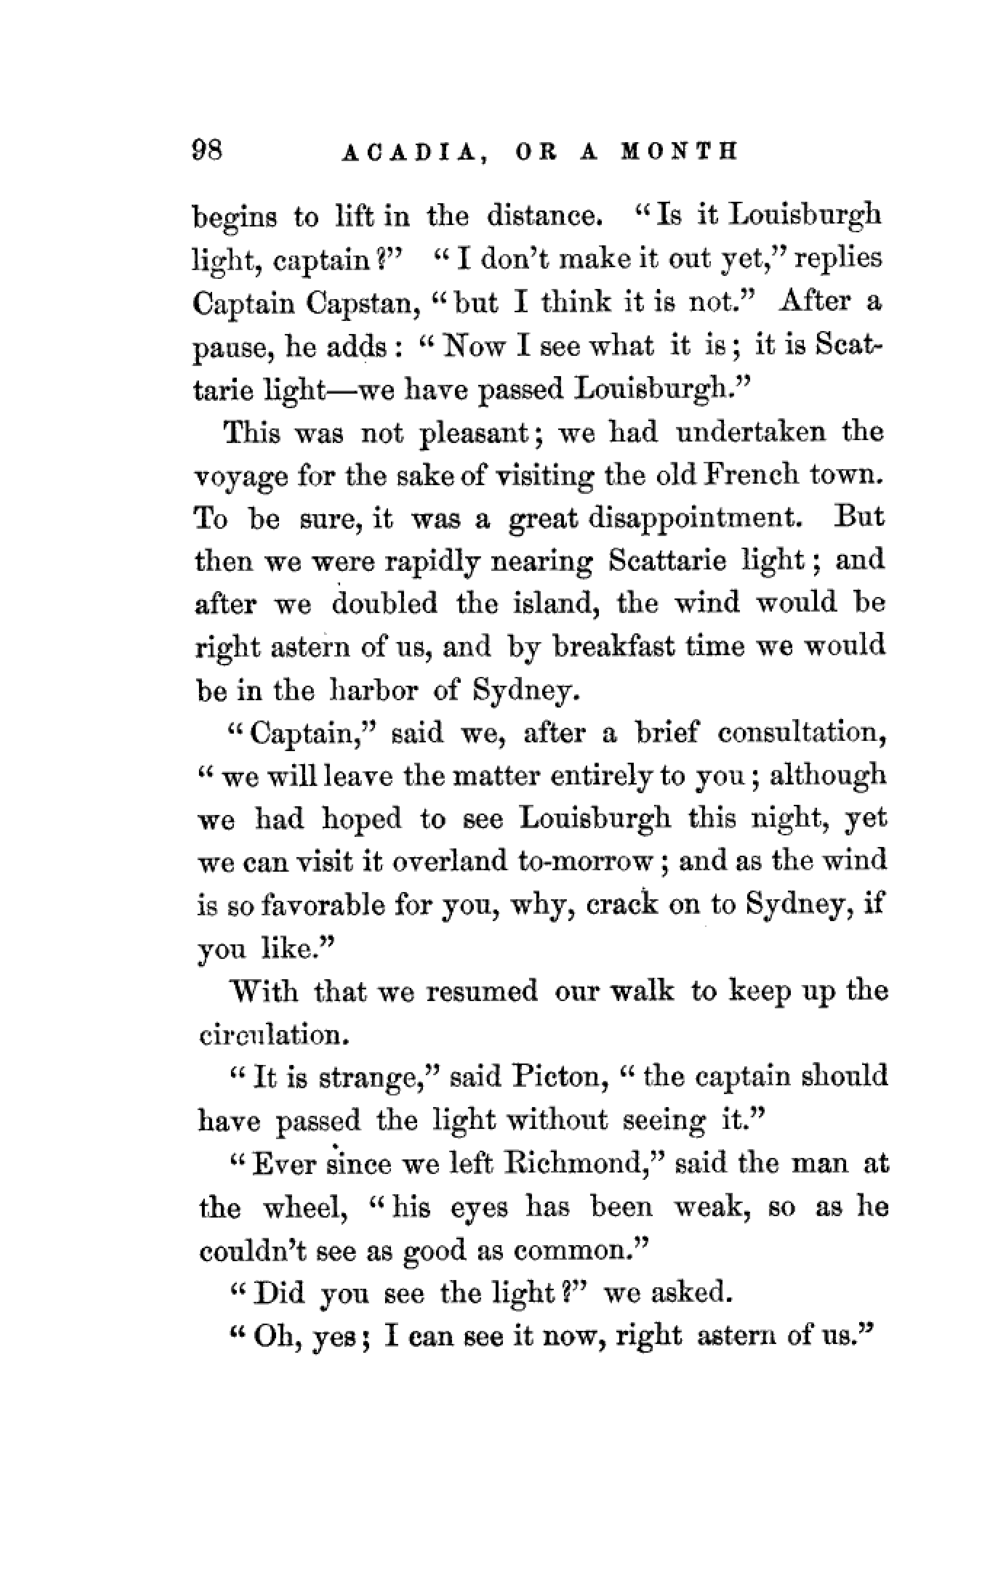 98 ACADIA, OR A MONTH
begins to lift in the distance. “Is it Louisburgh
light, captain?” “I don’t make it out yet,” replies
Captain Capstan, “but I think it is not.” After a
pause, he adds: “Now I see what it is; it is Scat-
tarie light—we have passed Louisburgh.”
This was not pleasant; we had undertaken the
voyage for the sake of visiting the old French town.
To be sure, it was a great disappointment. But
then we were rapidly nearing Scattarie light; and
after we doubled the island, the wind would be
right astern of us, and by breakfast time we would
be in the harbor of Sydney.
“Captain,” said we, after a brief consultation,
“we will leave the matter entirely to you; although
we had hoped to see Louisburgh this night, yet
we can visit it overland to-morrow; and as the wind
is so favorable for you, why, crack on to Sydney, if
you like.”
With that we resumed our walk to keep up the
circulation.
“It is strange,” said Picton, “the captain should
have passed the light without seeing it.”
“Ever since we left Richmond,” said the man at
the wheel, “his eyes has been weak, so as he
couldn’t see as good as common.”
“Did you see the light?” we asked.
“Oh, yes; I can see it now, right astern of us.”